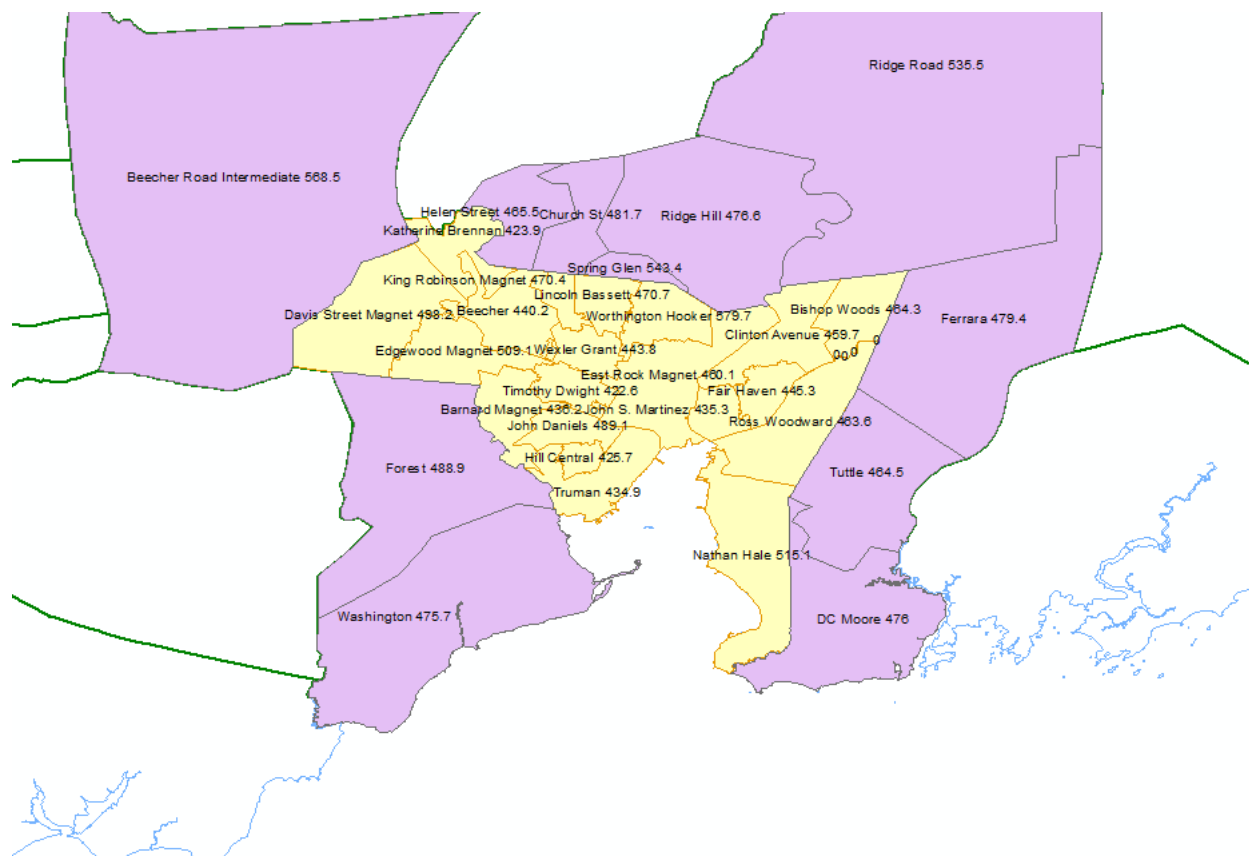 Ridge Road 535.5
Beecher Road Intermediate 568.5
Helen Street 465.5
Church St 481.7
Ridge Hill 476.6
Katherine Brennan 423.9
Spring Glen 543.4
King Robinson Magnet 470.4
Lincoln Bassett 470.7
Davis Street Magnet 498.2
Beecher 440.2
Worthington Hooker 579.7
Bishop Woods 464.3
Ferrara 479.4
Clinton Avenue 459.7
0
0
0
0
Edgewood Magnet 509.1
Wexler Grant 443.8
East Rock Magnet 460.1
Timothy Dwight 422.6
Fair Haven 445.3
Barnard Magnet 436.2
John S. Martinez 435.3
John Daniels 489.1
Ross Woodward 463.6
Hill Central 425.7
Forest 488.9
Tuttle 464.5
Truman 434.9
Nathan Hale 515.1
Washington 475.7
DC Moore 476